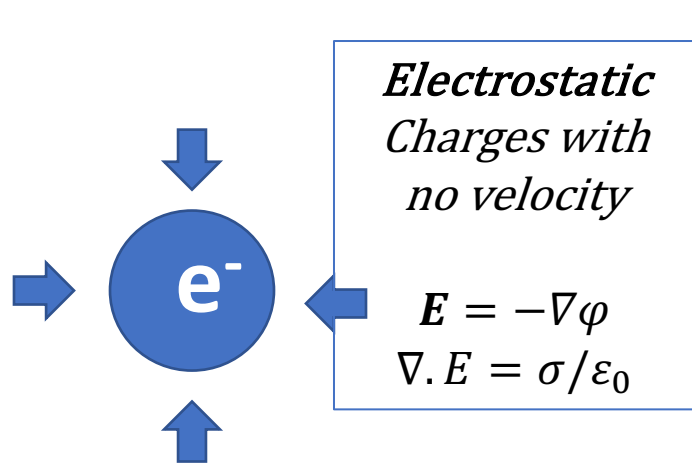 e⁻
Electrostatic
Charges with
no velocity
E = −∇φ
∇. E = σ/ε₀